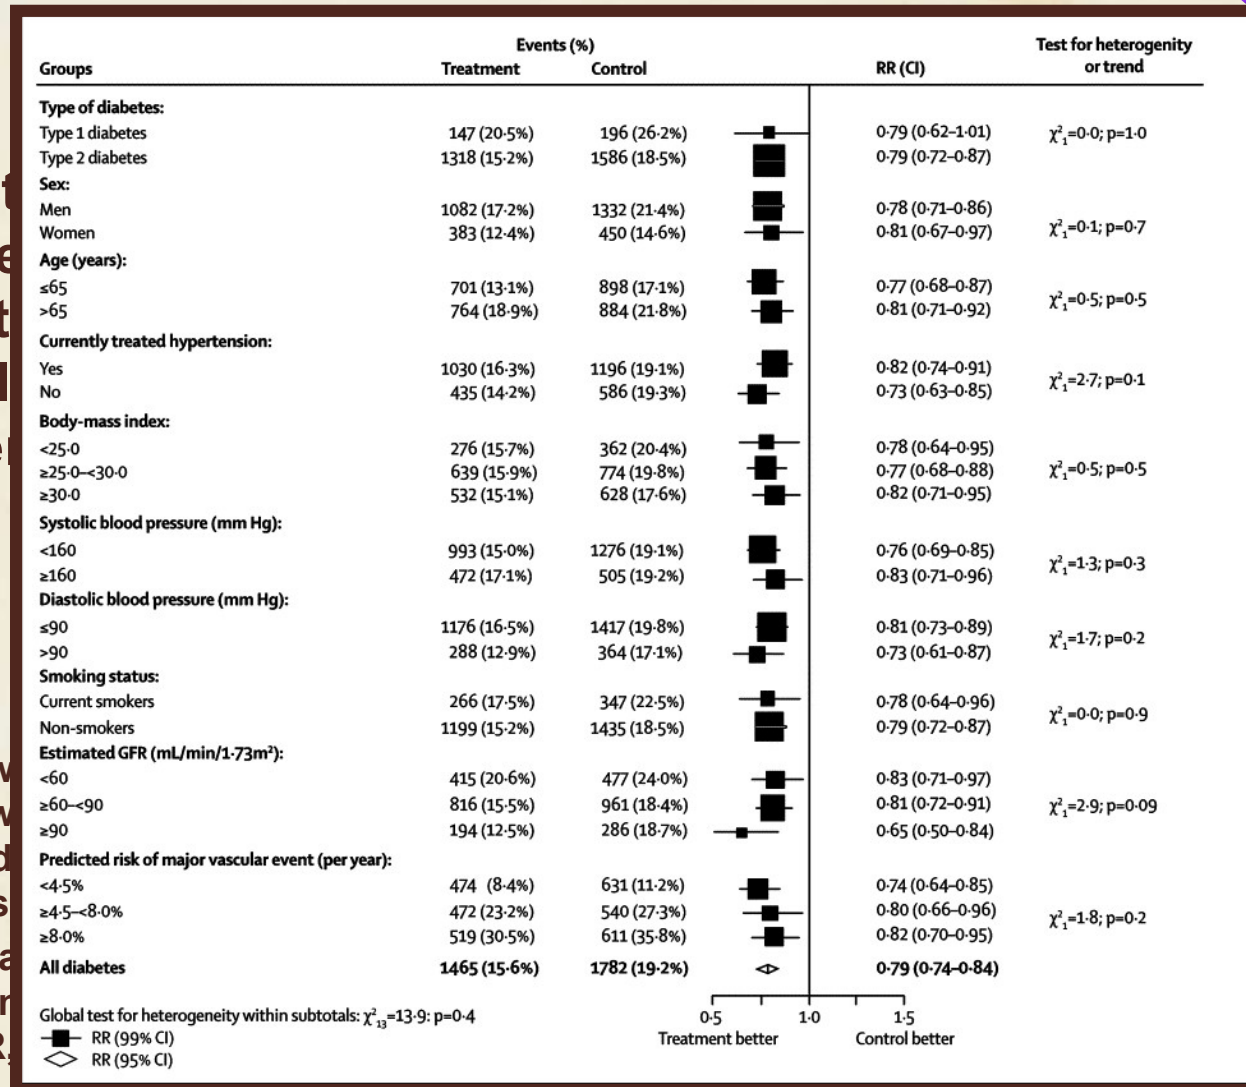 Events (%) Test for heterogenity
Groups Treatment Control RR (CI) or trend
Type of diabetes:
Type 1 diabetes 147 (20·5%) 196 (26·2%) 0·79 (0·62–1·01) χ²₁=0·0; p=1·0
Type 2 diabetes 1318 (15·2%) 1586 (18·5%) 0·79 (0·72–0·87)
Sex:
Men 1082 (17·2%) 1332 (21·4%) 0·78 (0·71–0·86)
Women 383 (12·4%) 450 (14·6%) 0·81 (0·67–0·97) χ²₁=0·1; p=0·7
Age (years):
≤65 701 (13·1%) 898 (17·1%) 0·77 (0·68–0·87) χ²₁=0·5; p=0·5
>65 764 (18·9%) 884 (21·8%) 0·81 (0·71–0·92)
Currently treated hypertension:
Yes 1030 (16·3%) 1196 (19·1%) 0·82 (0·74–0·91) χ²₁=2·7; p=0·1
No 435 (14·2%) 586 (19·3%) 0·73 (0·63–0·85)
Body-mass index:
<25·0 276 (15·7%) 362 (20·4%) 0·78 (0·64–0·95)
≥25·0–<30·0 639 (15·9%) 774 (19·8%) 0·77 (0·68–0·88) χ²₁=0·5; p=0·5
≥30·0 532 (15·1%) 628 (17·6%) 0·82 (0·71–0·95)
Systolic blood pressure (mm Hg):
<160 993 (15·0%) 1276 (19·1%) 0·76 (0·69–0·85) χ²₁=1·3; p=0·3
≥160 472 (17·1%) 505 (19·2%) 0·83 (0·71–0·96)
Diastolic blood pressure (mm Hg):
≤90 1176 (16·5%) 1417 (19·8%) 0·81 (0·73–0·89) χ²₁=1·7; p=0·2
>90 288 (12·9%) 364 (17·1%) 0·73 (0·61–0·87)
Smoking status:
Current smokers 266 (17·5%) 347 (22·5%) 0·78 (0·64–0·96) χ²₁=0·0; p=0·9
Non-smokers 1199 (15·2%) 1435 (18·5%) 0·79 (0·72–0·87)
Estimated GFR (mL/min/1·73m²):
<60 415 (20·6%) 477 (24·0%) 0·83 (0·71–0·97)
≥60–<90 816 (15·5%) 961 (18·4%) 0·81 (0·72–0·91) χ²₁=2·9; p=0·09
≥90 194 (12·5%) 286 (18·7%) 0·65 (0·50–0·84)
Predicted risk of major vascular event (per year):
<4·5% 474 (8·4%) 631 (11·2%) 0·74 (0·64–0·85)
≥4·5–<8·0% 472 (23·2%) 540 (27·3%) 0·80 (0·66–0·96) χ²₁=1·8; p=0·2
≥8·0% 519 (30·5%) 611 (35·8%) 0·82 (0·70–0·95)
All diabetes 1465 (15·6%) 1782 (19·2%) 0·79 (0·74–0·84)
Global test for heterogeneity within subtotals: χ²₁₃=13·9: p=0·4
0·5 1·0 1·5
RR (99% CI) Treatment better Control better
RR (95% CI)